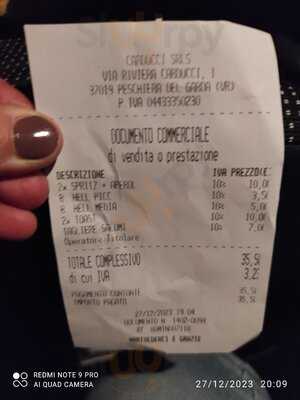 CARDUCCI SRLS
VIA RIVIERA CARDUCCI, 1
37019 PESCHIERA DEL GARDA (VR)
P IVA 04433350230
DOCUMENTO COMMERCIALE
di vendita o prestazione
DESCRIZIONE IVA PREZZO(€)
2x SPRITZ + APEROL 10% 10,00
PICC 10% 3,50
MEDIA 10% 5,00
2x TOAST 10% 10,00
TAGLIERE SALUMI 10% 7,00
Operatore: Titolare
TOTALE COMPLESSIVO 35,50
di cui IVA 3,23
PAGAMENTO CONTANTE 35,50
IMPORTO PAGATO 35,50
27/12/2023 19:04
DOCUMENTO N.
ARRIVEDERCI E GRAZIE
REDMI NOTE 9 PRO
AI QUAD CAMERA
27/12/2023 20:09